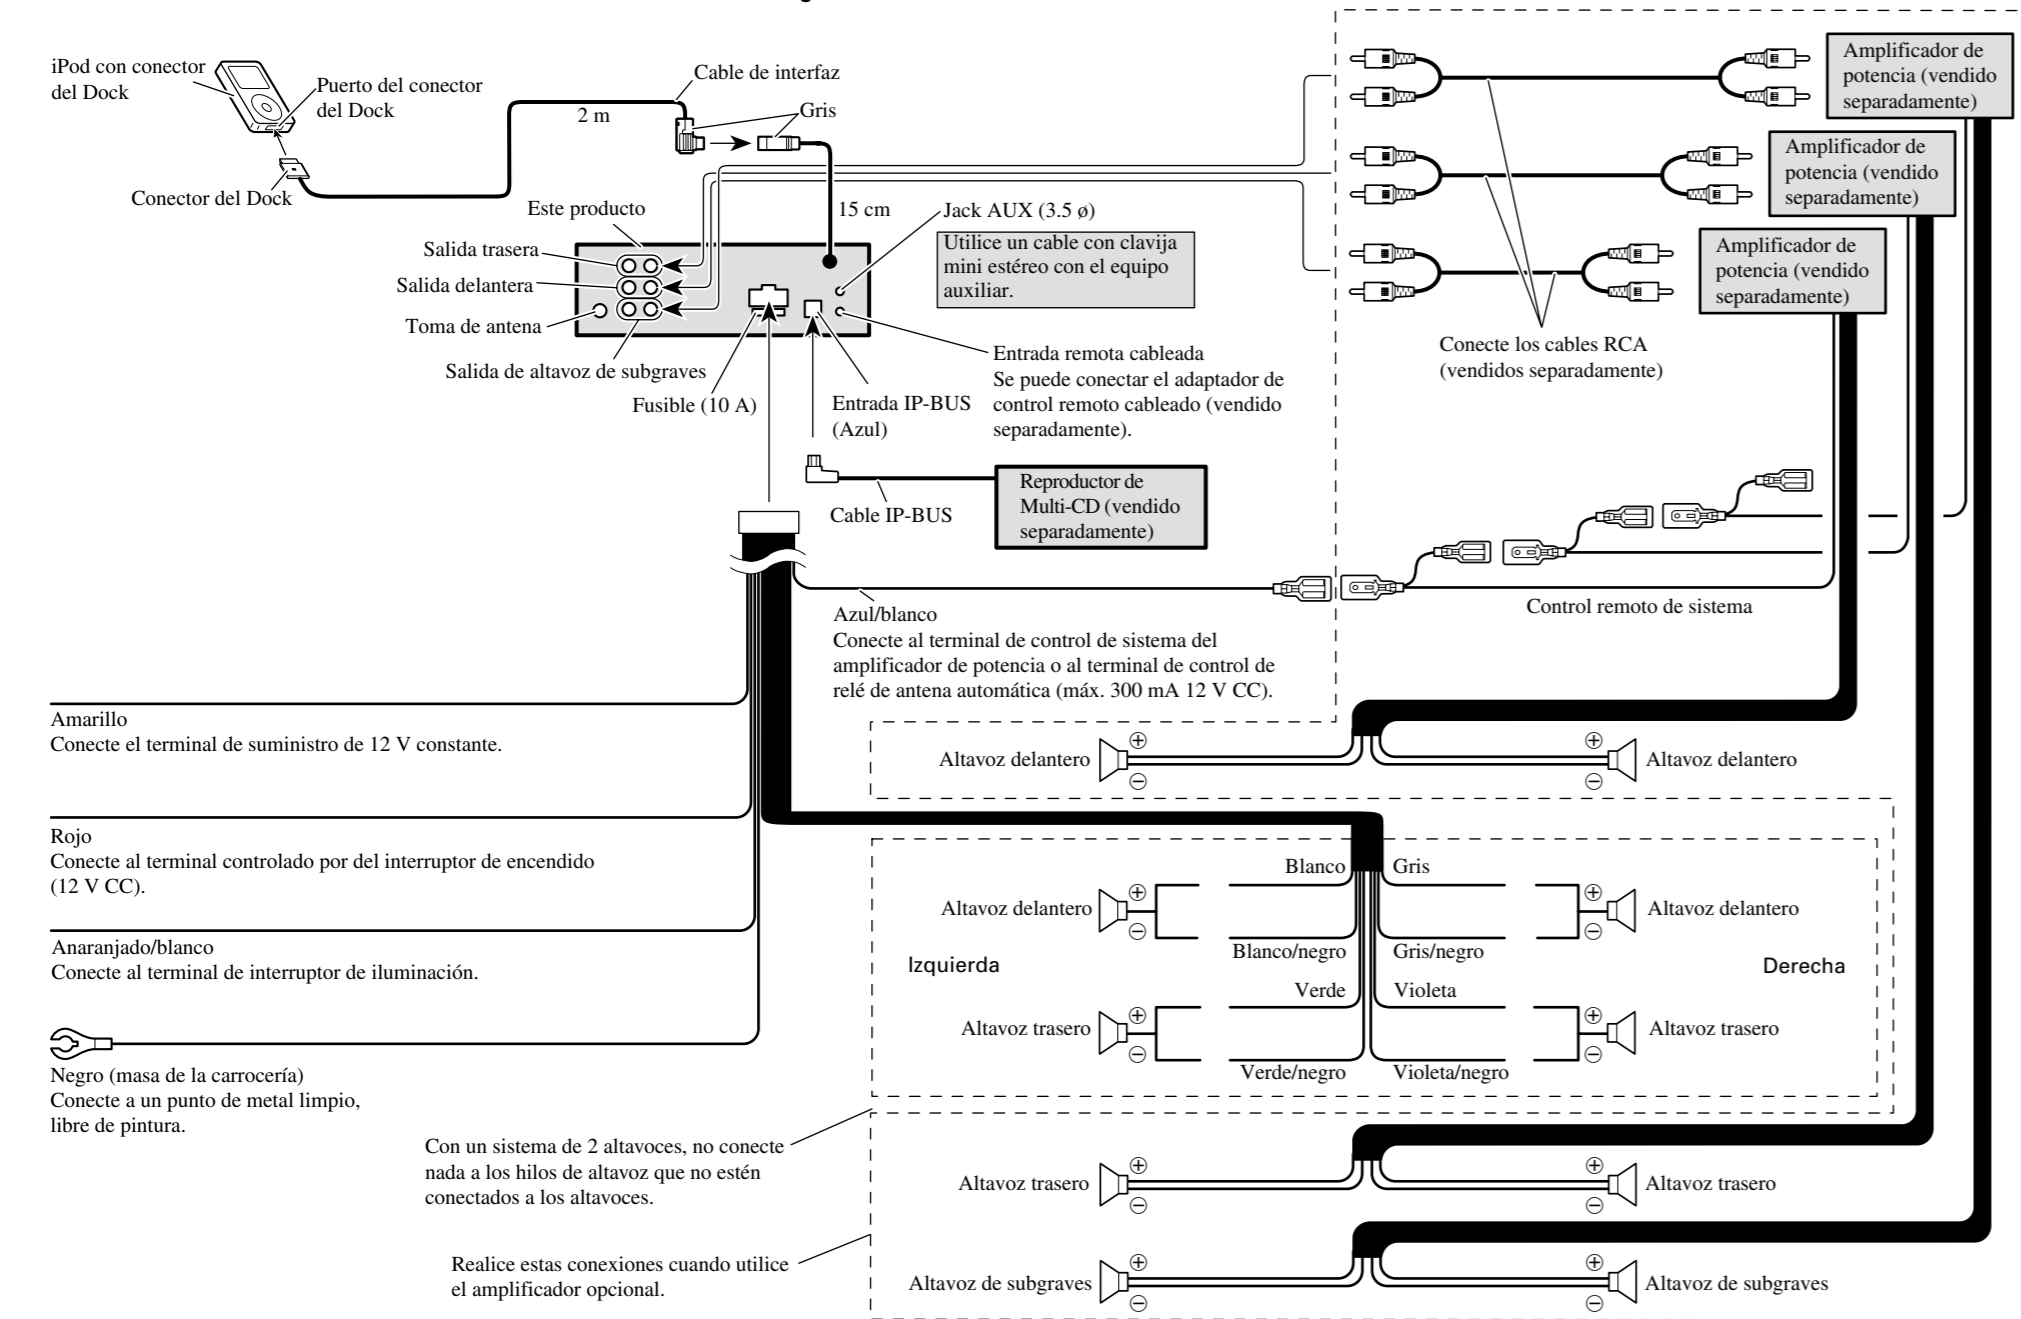 iPod con conector
del Dock
Puerto del conector
del Dock
Cable de interfaz
2 m
Gris
Conector del Dock
Este producto
15 cm
Jack AUX (3.5 ø)
Utilice un cable con clavija
mini estéreo con el equipo
auxiliar.
Salida trasera
Salida delantera
Toma de antena
Salida de altavoz de subgraves
Fusible (10 A)
Entrada IP-BUS
(Azul)
Entrada remota cableada
Se puede conectar el adaptador de
control remoto cableado (vendido
separadamente).
Cable IP-BUS
Reproductor de
Multi-CD (vendido
separadamente)
Amplificador de
potencia (vendido
separadamente)
Amplificador de
potencia (vendido
separadamente)
Amplificador de
potencia (vendido
separadamente)
Conecte los cables RCA
(vendidos separadamente)
Control remoto de sistema
Azul/blanco
Conecte al terminal de control de sistema del
amplificador de potencia o al terminal de control de
relé de antena automática (máx. 300 mA 12 V CC).
Amarillo
Conecte el terminal de suministro de 12 V constante.
Rojo
Conecte al terminal controlado por del interruptor de encendido
(12 V CC).
Anaranjado/blanco
Conecte al terminal de interruptor de iluminación.
Negro (masa de la carrocería)
Conecte a un punto de metal limpio,
libre de pintura.
Altavoz delantero
+
−
+
−
Altavoz delantero
Blanco
Gris
Altavoz delantero
+
−
+
−
Altavoz delantero
Blanco/negro
Gris/negro
Izquierda
Derecha
Verde
Violeta
Altavoz trasero
+
−
+
−
Altavoz trasero
Verde/negro
Violeta/negro
Con un sistema de 2 altavoces, no conecte
nada a los hilos de altavoz que no estén
conectados a los altavoces.
Altavoz trasero
+
−
+
−
Altavoz trasero
Realice estas conexiones cuando utilice
el amplificador opcional.
Altavoz de subgraves
+
−
+
−
Altavoz de subgraves